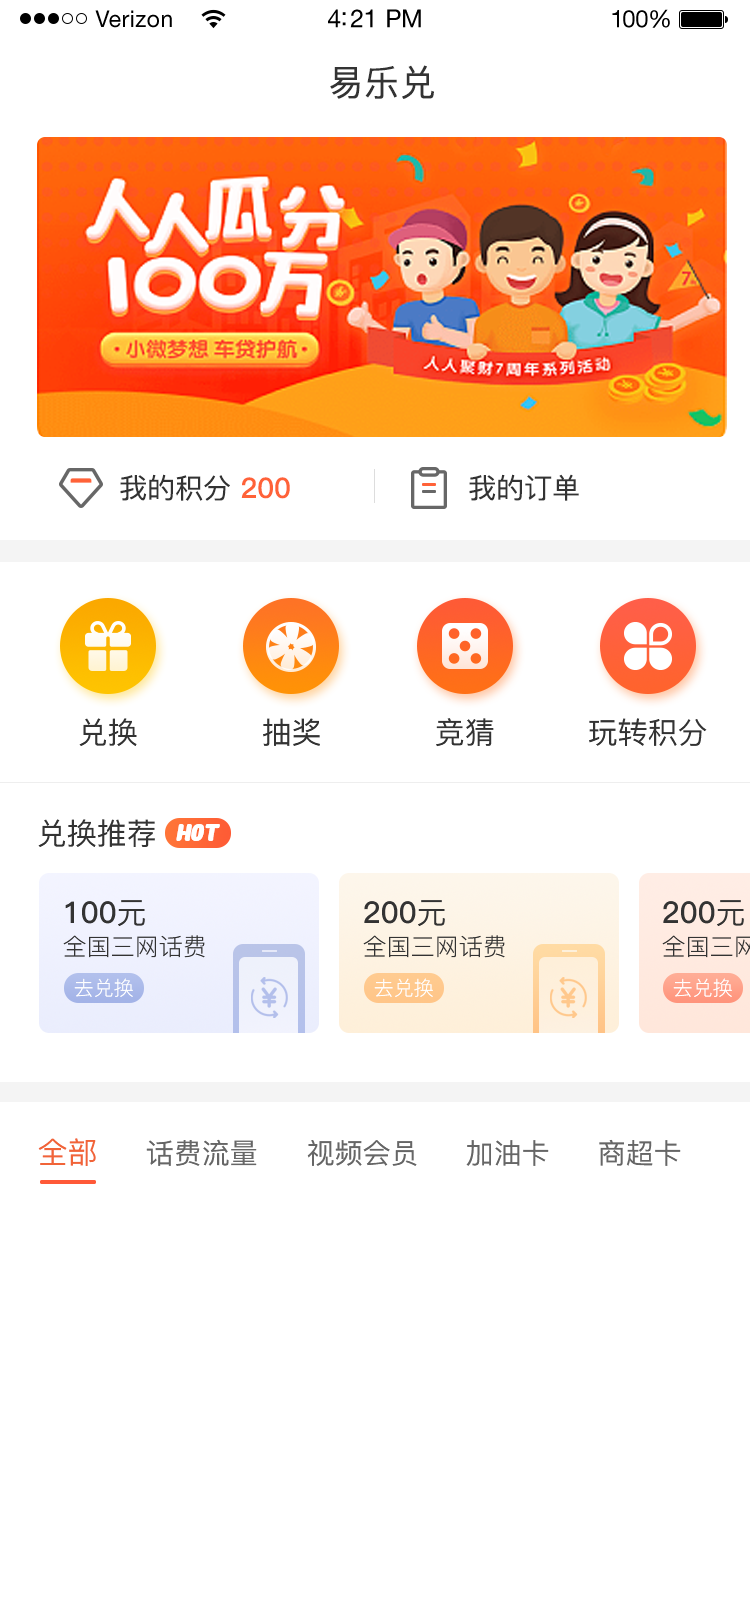 Verizon 4:21 PM 100%
易乐兑
人人瓜分
100万
·小微梦想 车贷护航·
7
人人聚财7周年系列活动
我的积分 200 我的订单
兑换 抽奖 竞猜 玩转积分
兑换推荐 HOT
100元 200元 200元
全国三网话费 全国三网话费 全国三网
去兑换 去兑换 去兑换
全部 话费流量 视频会员 加油卡 商超卡